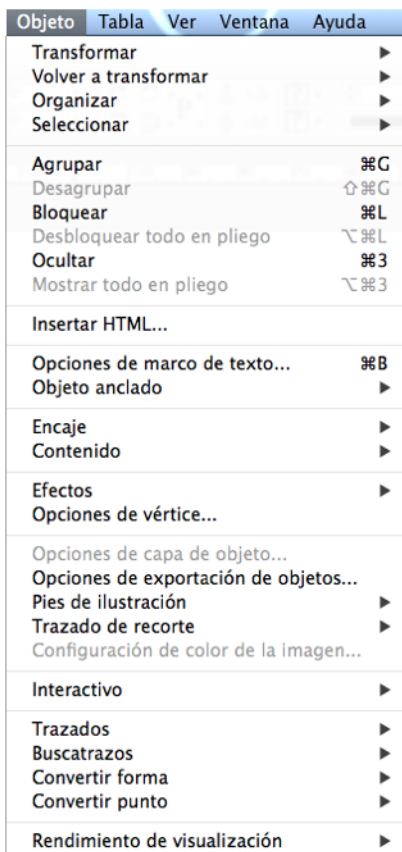 Objeto Tabla Ver Ventana Ayuda
Transformar
Volver a transformar
Organizar
Seleccionar
Agrupar ⌘G
Desagrupar ⇧⌘G
Bloquear ⌘L
Desbloquear todo en pliego ⌥⌘L
Ocultar ⌘3
Mostrar todo en pliego ⌥⌘3
Insertar HTML...
Opciones de marco de texto... ⌘B
Objeto anclado
Encaje
Contenido
Efectos
Opciones de vértice...
Opciones de capa de objeto...
Opciones de exportación de objetos...
Pies de ilustración
Trazado de recorte
Configuración de color de la imagen...
Interactivo
Trazados
Buscatrazos
Convertir forma
Convertir punto
Rendimiento de visualización